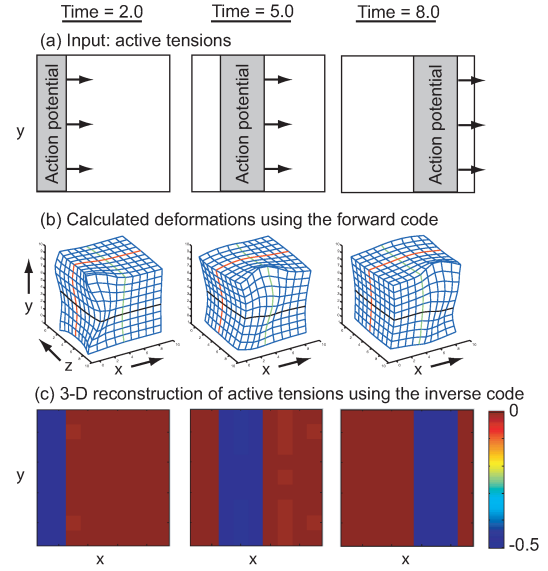 Time = 2.0 Time = 5.0 Time = 8.0
(a) Input: active tensions
Action potential Action potential Action potential
y
(b) Calculated deformations using the forward code
y
z x x x
(c) 3-D reconstruction of active tensions using the inverse code
0
y
-0.5
x x x